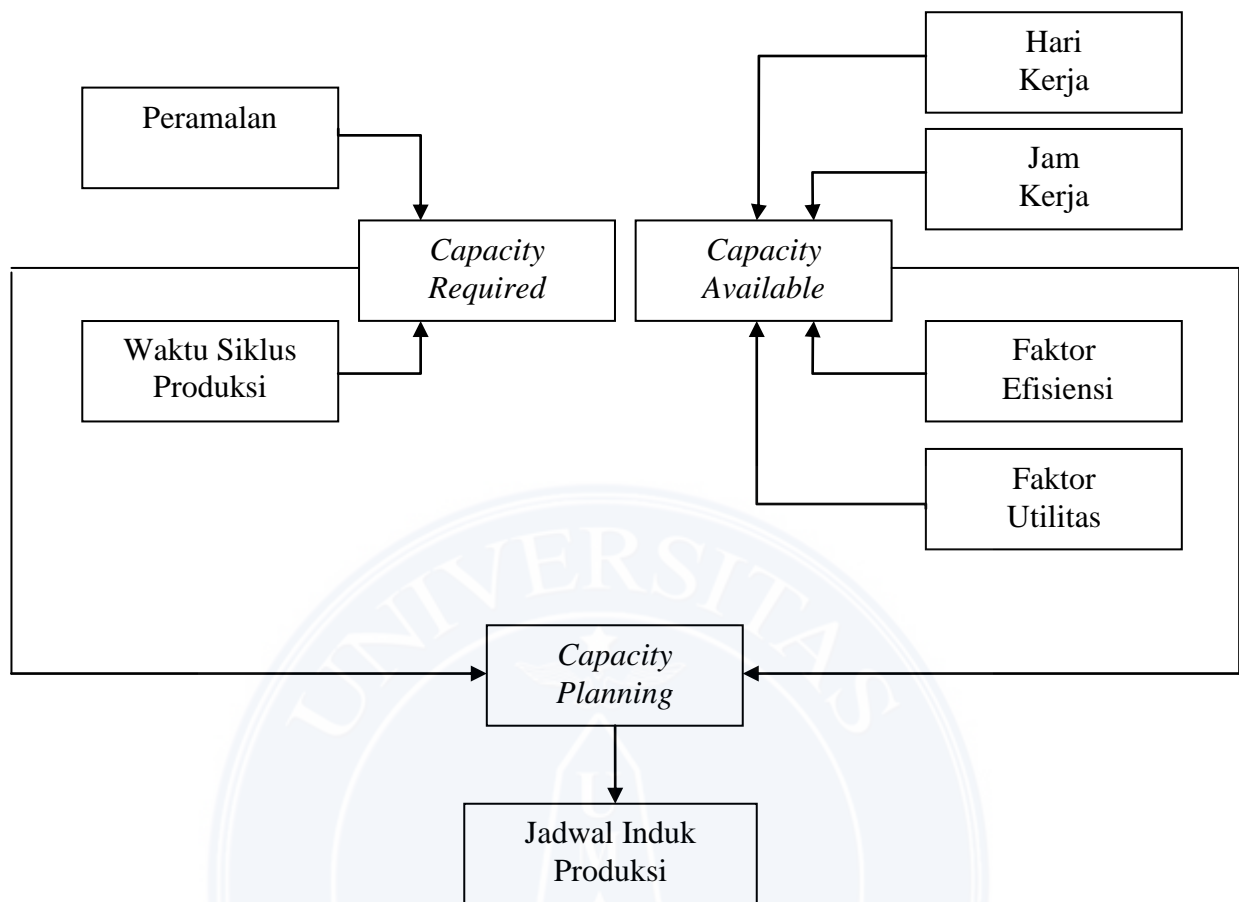 Hari
Kerja
Peramalan
Jam
Kerja
Capacity
Required
Capacity
Available
Waktu Siklus
Produksi
Faktor
Efisiensi
Faktor
Utilitas
UNIVERSITAS
Capacity
Planning
U
Jadwal Induk
Produksi